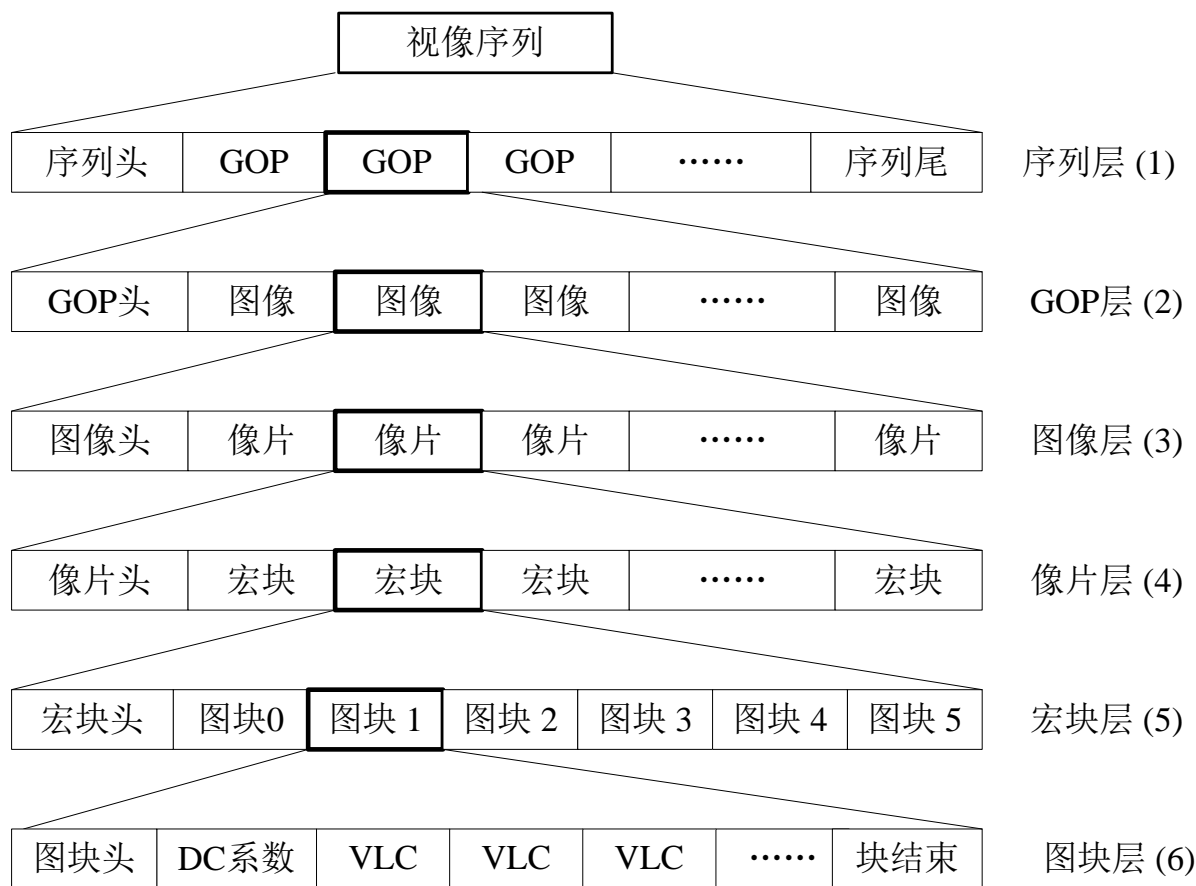 视像序列
序列头 GOP GOP GOP …… 序列尾 序列层 (1)
GOP头 图像 图像 图像 …… 图像 GOP层 (2)
图像头 像片 像片 像片 …… 像片 图像层 (3)
像片头 宏块 宏块 宏块 …… 宏块 像片层 (4)
宏块头 图块0 图块 1 图块 2 图块 3 图块 4 图块 5 宏块层 (5)
图块头 DC系数 VLC VLC VLC …… 块结束 图块层 (6)